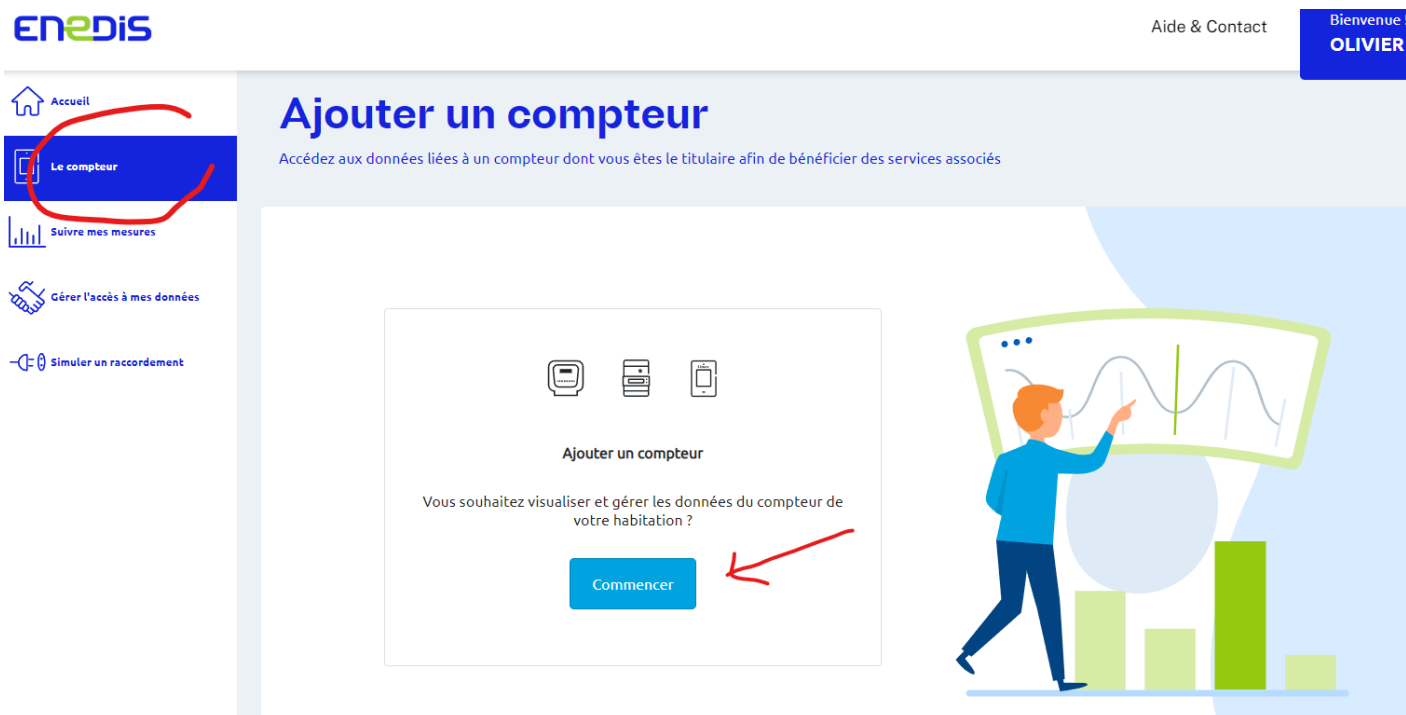 ENEDIS
Aide & Contact
Bienvenue !
OLIVIER
Accueil
Le compteur
Suivre mes mesures
Gérer l'accès à mes données
Simuler un raccordement
Ajouter un compteur
Accédez aux données liées à un compteur dont vous êtes le titulaire afin de bénéficier des services associés
Ajouter un compteur
Vous souhaitez visualiser et gérer les données du compteur de
votre habitation ?
Commencer